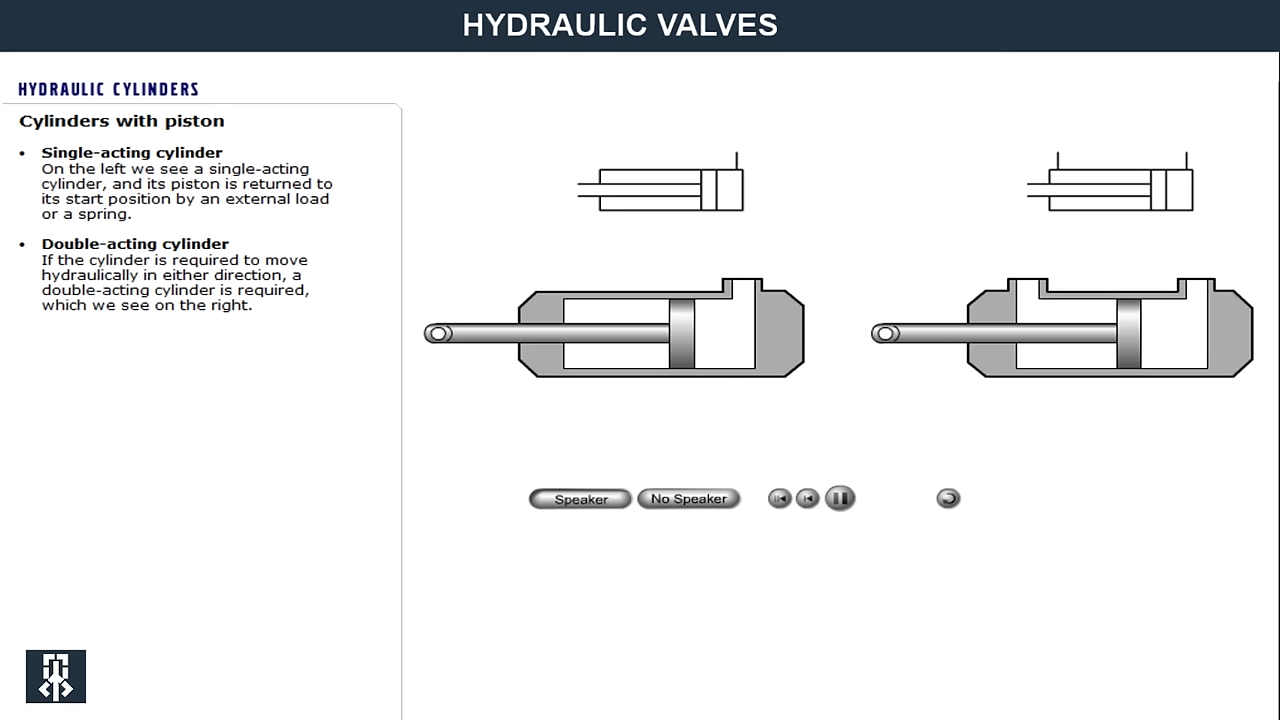 HYDRAULIC VALVES
HYDRAULIC CYLINDERS
Cylinders with piston
• Single-acting cylinder
On the left we see a single-acting
cylinder, and its piston is returned to
its start position by an external load
or a spring.
• Double-acting cylinder
If the cylinder is required to move
hydraulically in either direction, a
double-acting cylinder is required,
which we see on the right.
Speaker No Speaker